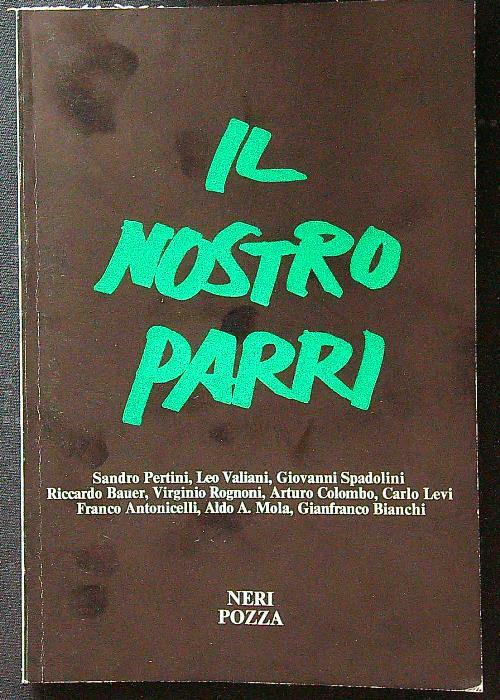 IL
NOSTRO
PARRI
Sandro Pertini, Leo Valiani, Giovanni Spadolini
Riccardo Bauer, Virginio Rognoni, Arturo Colombo, Carlo Levi
Franco Antonicelli, Aldo A. Mola, Gianfranco Bianchi
NERI
POZZA